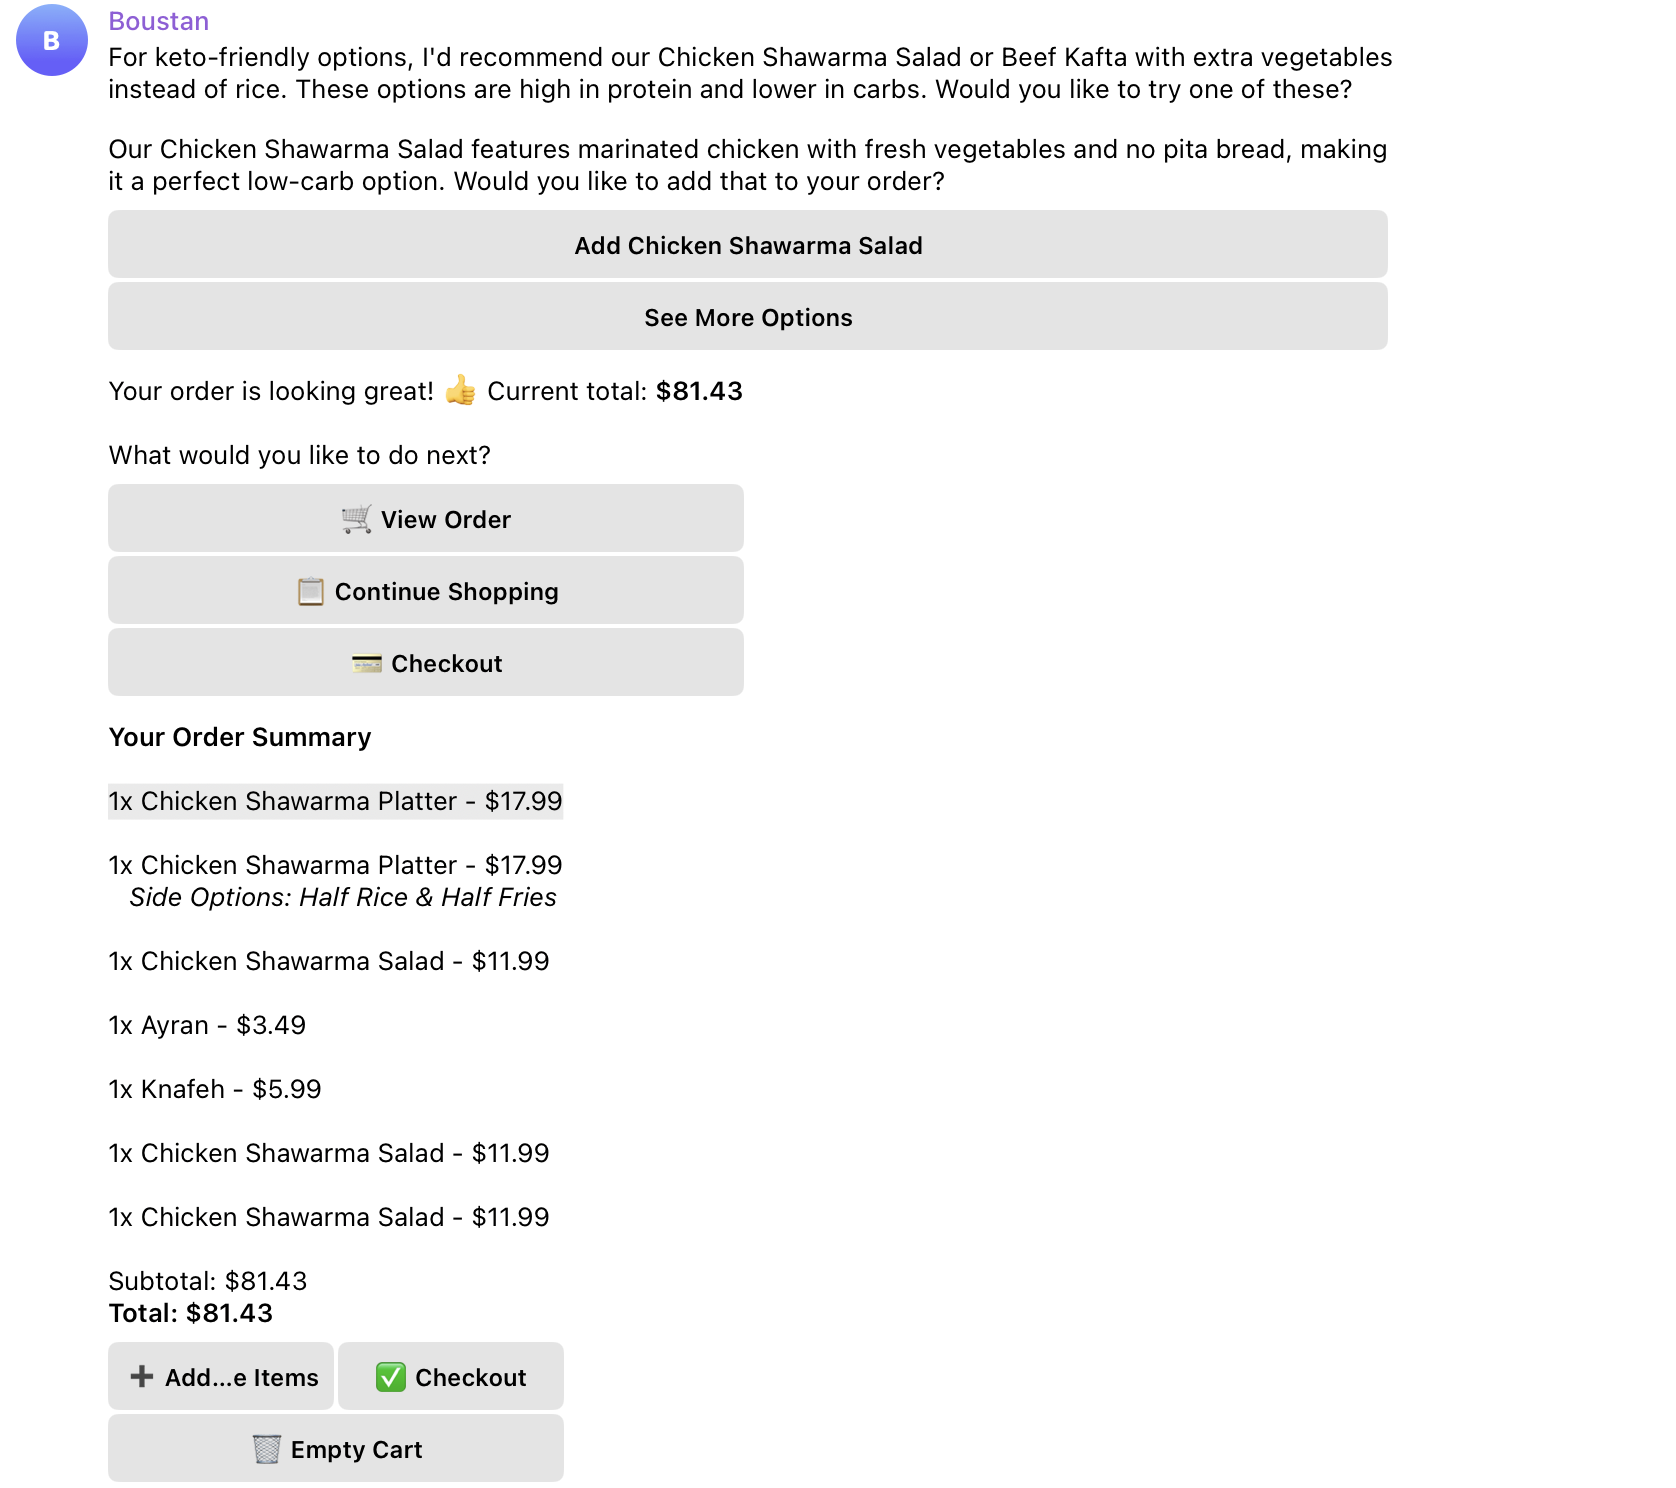 B
Boustan
For keto-friendly options, I'd recommend our Chicken Shawarma Salad or Beef Kafta with extra vegetables
instead of rice. These options are high in protein and lower in carbs. Would you like to try one of these?
Our Chicken Shawarma Salad features marinated chicken with fresh vegetables and no pita bread, making
it a perfect low-carb option. Would you like to add that to your order?
Add Chicken Shawarma Salad
See More Options
Your order is looking great! 👍 Current total: $81.43
What would you like to do next?
🛒 View Order
📋 Continue Shopping
💳 Checkout
Your Order Summary
1x Chicken Shawarma Platter - $17.99
1x Chicken Shawarma Platter - $17.99
Side Options: Half Rice & Half Fries
1x Chicken Shawarma Salad - $11.99
1x Ayran - $3.49
1x Knafeh - $5.99
1x Chicken Shawarma Salad - $11.99
1x Chicken Shawarma Salad - $11.99
Subtotal: $81.43
Total: $81.43
➕ Add...e Items
✅ Checkout
🗑️ Empty Cart